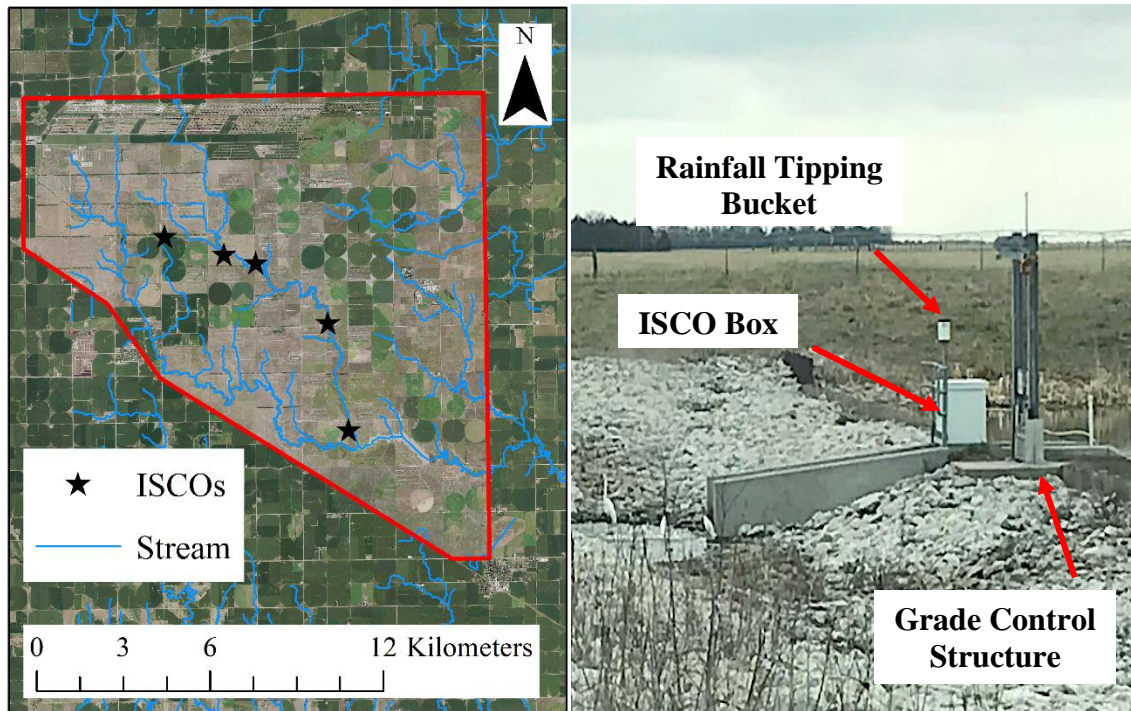 N
ISCOs
Stream
0 3 6 12 Kilometers
Rainfall Tipping
Bucket
ISCO Box
Grade Control
Structure